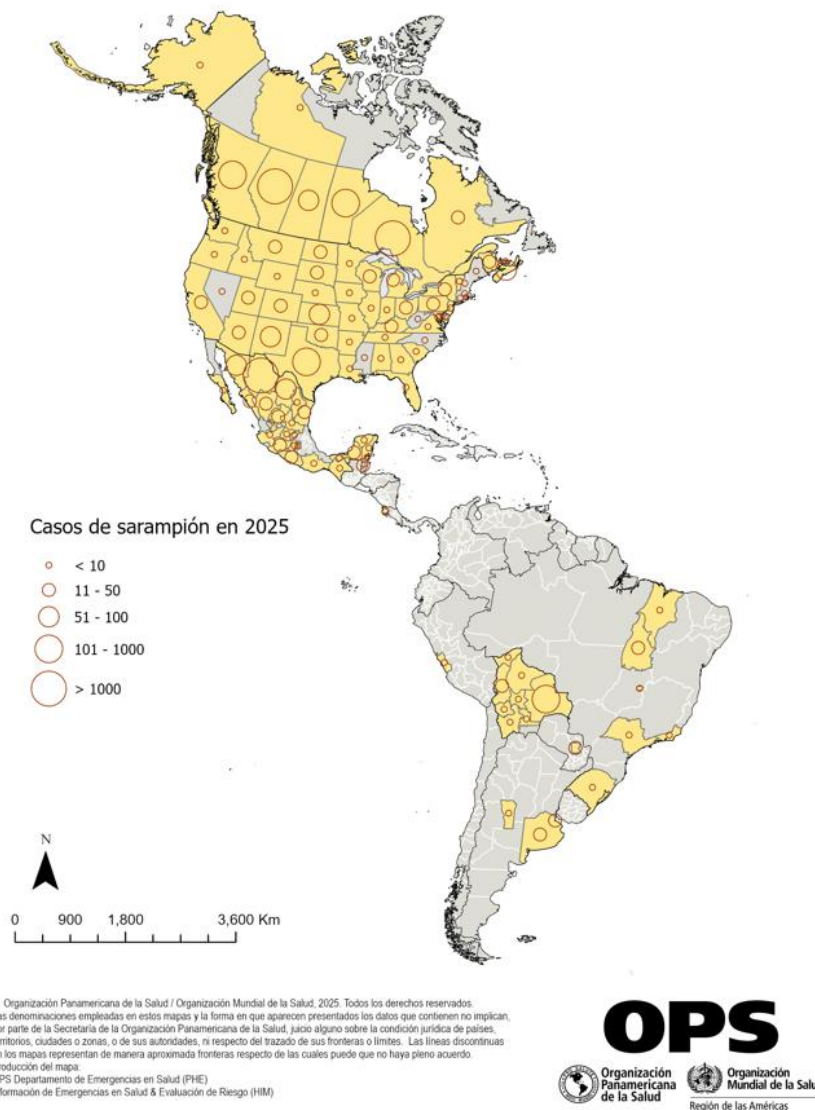 Casos de sarampión en 2025
< 10
11 - 50
51 - 100
101 - 1000
> 1000
N
0 900 1,800 3,600 Km
Organización Panamericana de la Salud / Organización Mundial de la Salud, 2025. Todos los derechos reservados.
as denominaciones empleadas en estos mapas y la forma en que aparecen presentados los datos que contienen no implican,
or parte de la Secretaría de la Organización Panamericana de la Salud, juicio alguno sobre la condición jurídica de países,
rritorios, ciudades o zonas, o de sus autoridades, ni respecto del trazado de sus fronteras o límites. Las líneas discontinuas
n los mapas representan de manera aproximada fronteras respecto de las cuales puede que no haya pleno acuerdo.
roducción del mapa:
PS Departamento de Emergencias en Salud (PHE)
formación de Emergencias en Salud & Evaluación de Riesgo (HIM)
OPS
Organización
Panamericana
de la Salud
Organización
Mundial de la Salu
Región de las Américas